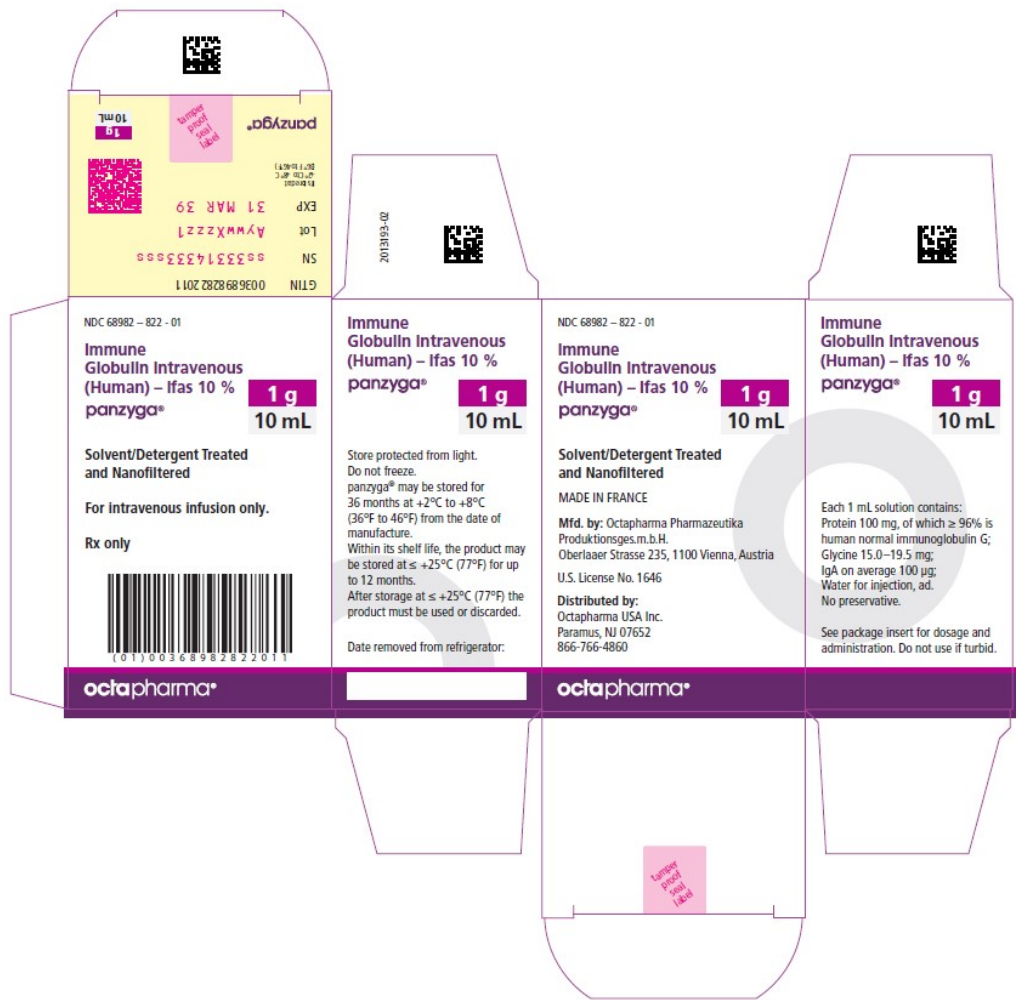 GTIN 00368982822011
SN
Lot AywwXzzz1
EXP 31 MAR 39
If stored at
+2°C to +8°C
(36°F to 46°F)
panzyga®
tamper
proof
seal
label
1 g
10 mL
2013193-02
NDC 68982 – 822 - 01
Immune
Globulin Intravenous
(Human) – Ifas 10 %
panzyga®
1 g
10 mL
Solvent/Detergent Treated
and Nanofiltered
For intravenous infusion only.
Rx only
(01)00368982822011
octapharma®
Immune
Globulin Intravenous
(Human) – Ifas 10 %
panzyga®
1 g
10 mL
Store protected from light.
Do not freeze.
panzyga® may be stored for
36 months at +2°C to +8°C
(36°F to 46°F) from the date of
manufacture.
Within its shelf life, the product may
be stored at ≤ +25°C (77°F) for up
to 12 months.
After storage at ≤ +25°C (77°F) the
product must be used or discarded.
Date removed from refrigerator:
NDC 68982 – 822 - 01
Immune
Globulin Intravenous
(Human) – Ifas 10 %
panzyga®
1 g
10 mL
Solvent/Detergent Treated
and Nanofiltered
MADE IN FRANCE
Mfd. by: Octapharma Pharmazeutika
Produktionsges.m.b.H.
Oberlaaer Strasse 235, 1100 Vienna, Austria
U.S. License No. 1646
Distributed by:
Octapharma USA Inc.
Paramus, NJ 07652
866-766-4860
octapharma®
Immune
Globulin Intravenous
(Human) – Ifas 10 %
panzyga®
1 g
10 mL
Each 1 mL solution contains:
Protein 100 mg, of which ≥ 96% is
human normal immunoglobulin G;
Glycine 15.0–19.5 mg;
IgA on average 100 µg;
Water for injection, ad.
No preservative.
See package insert for dosage and
administration. Do not use if turbid.
tamper
proof
seal
label